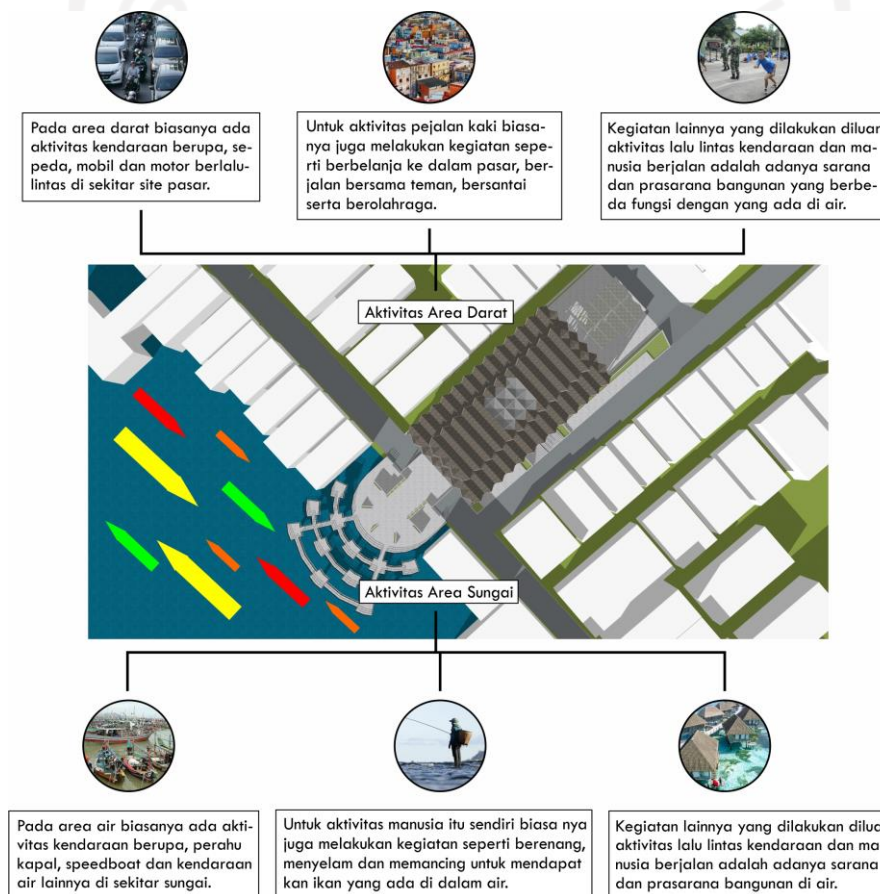 Pada area darat biasanya ada
aktivitas kendaraan berupa, se-
peda, mobil dan motor berlalu-
lintas di sekitar site pasar.
Untuk aktivitas pejalan kaki biasa-
nya juga melakukan kegiatan sepe-
rti berbelanja ke dalam pasar, ber-
jalan bersama teman, bersantai
serta berolahraga.
Kegiatan lainnya yang dilakukan diluar
aktivitas lalu lintas kendaraan dan ma-
nusia berjalan adalah adanya sarana
dan prasarana bangunan yang berbe-
da fungsi dengan yang ada di air.
Aktivitas Area Darat
Aktivitas Area Sungai
Pada area air biasanya ada akti-
vitas kendaraan berupa, perahu
kapal, speedboat dan kendaraan
air lainnya di sekitar sungai.
Untuk aktivitas manusia itu sendiri biasa nya
juga melakukan kegiatan seperti berenang,
menyelam dan memancing untuk mendapat
kan ikan yang ada di dalam air.
Kegiatan lainnya yang dilakukan dilua
aktivitas lalu lintas kendaraan dan ma
nusia berjalan adalah adanya sarana
dan prasarana bangunan di air.